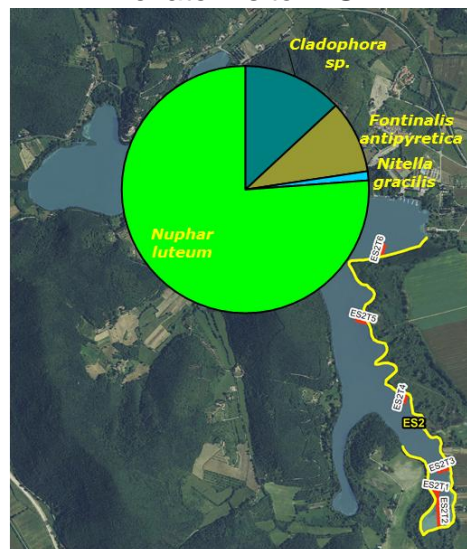 Cladophora
sp.
Fontinalis
antipyretica
Nitella
gracilis
Nuphar
luteum
ES2T6
ES2T5
ES2T4
ES2
ES2T3
ES2T1
ES2T2